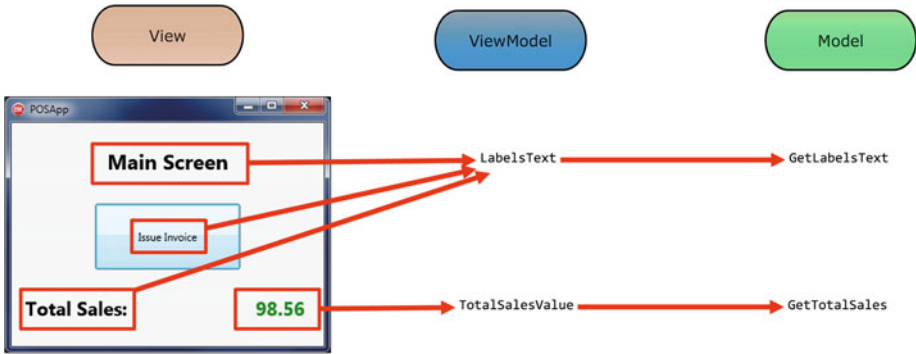 View
ViewModel
Model
POSApp
Main Screen
LabelsText
GetLabelsText
Issue Invoice
Total Sales:
98.56
TotalSalesValue
GetTotalSales